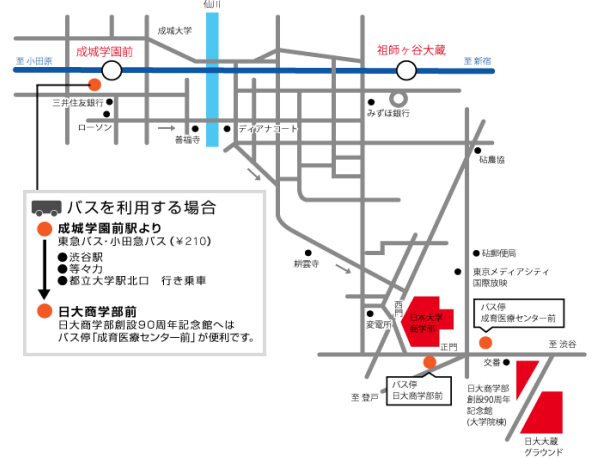 仙川
成城大学
成城学園前
祖師ヶ谷大蔵
至 小田原
至 新宿
三井住友銀行
ローソン
善福寺
ディアナコート
みずほ銀行
砧農協
バスを利用する場合
成城学園前駅より
東急バス・小田急バス（¥210）
渋谷駅
等々力
都立大学駅北口　行き乗車
日大商学部前
日大商学部創設90周年記念館へは
バス停「成育医療センター前」が便利です。
耕雲寺
砧郵便局
東京メディアシティ
国際放映
西門
日本大学
商学部
変電所
正門
バス停
成育医療センター前
至 渋谷
交番
バス停
日大商学部前
至 登戸
日大商学部
創設90周年
記念館
(大学院棟)
日大大蔵
グラウンド